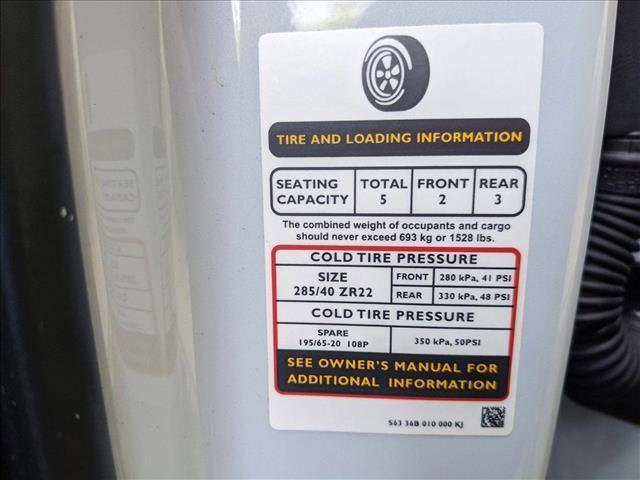 TIRE AND LOADING INFORMATION
SEATING CAPACITY TOTAL 5 FRONT 2 REAR 3
The combined weight of occupants and cargo
should never exceed 693 kg or 1528 lbs.
COLD TIRE PRESSURE
SIZE 285/40 ZR22
FRONT 280 kPa, 41 PSI
REAR 330 kPa, 48 PSI
COLD TIRE PRESSURE
SPARE
195/65-20 108P
350 kPa, 50PSI
SEE OWNER'S MANUAL FOR
ADDITIONAL INFORMATION
S63 36B 010 000 KJ